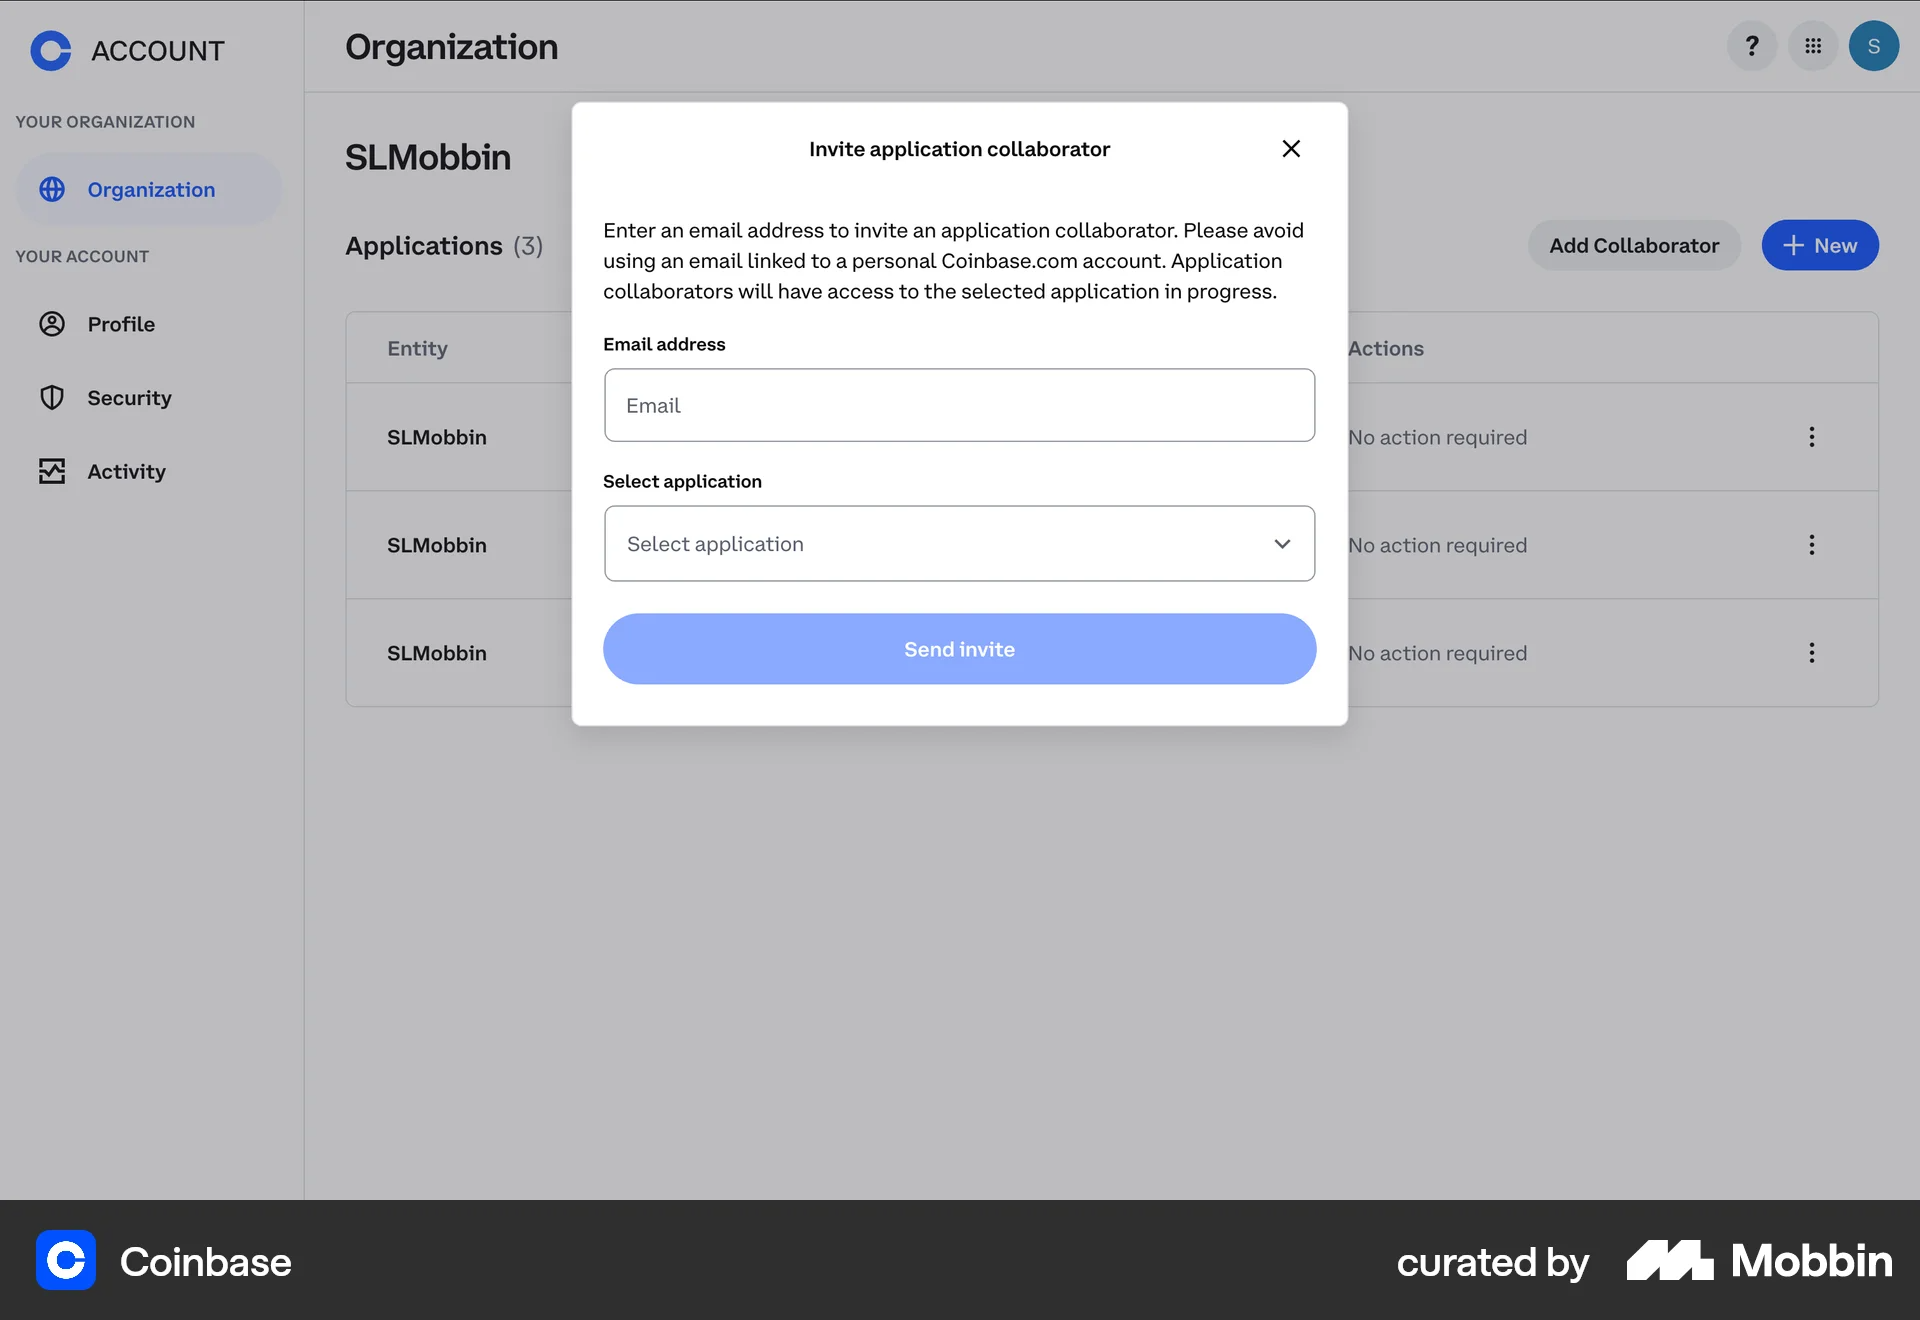 ACCOUNT
YOUR ORGANIZATION
Organization
YOUR ACCOUNT
Profile
Security
Activity
Organization
?
S
SLMobbin
Applications (3)
Add Collaborator
+ New
Entity
Actions
SLMobbin
No action required
SLMobbin
No action required
SLMobbin
No action required
Invite application collaborator
Enter an email address to invite an application collaborator. Please avoid
using an email linked to a personal Coinbase.com account. Application
collaborators will have access to the selected application in progress.
Email address
Email
Select application
Select application
Send invite
Coinbase
curated by
Mobbin